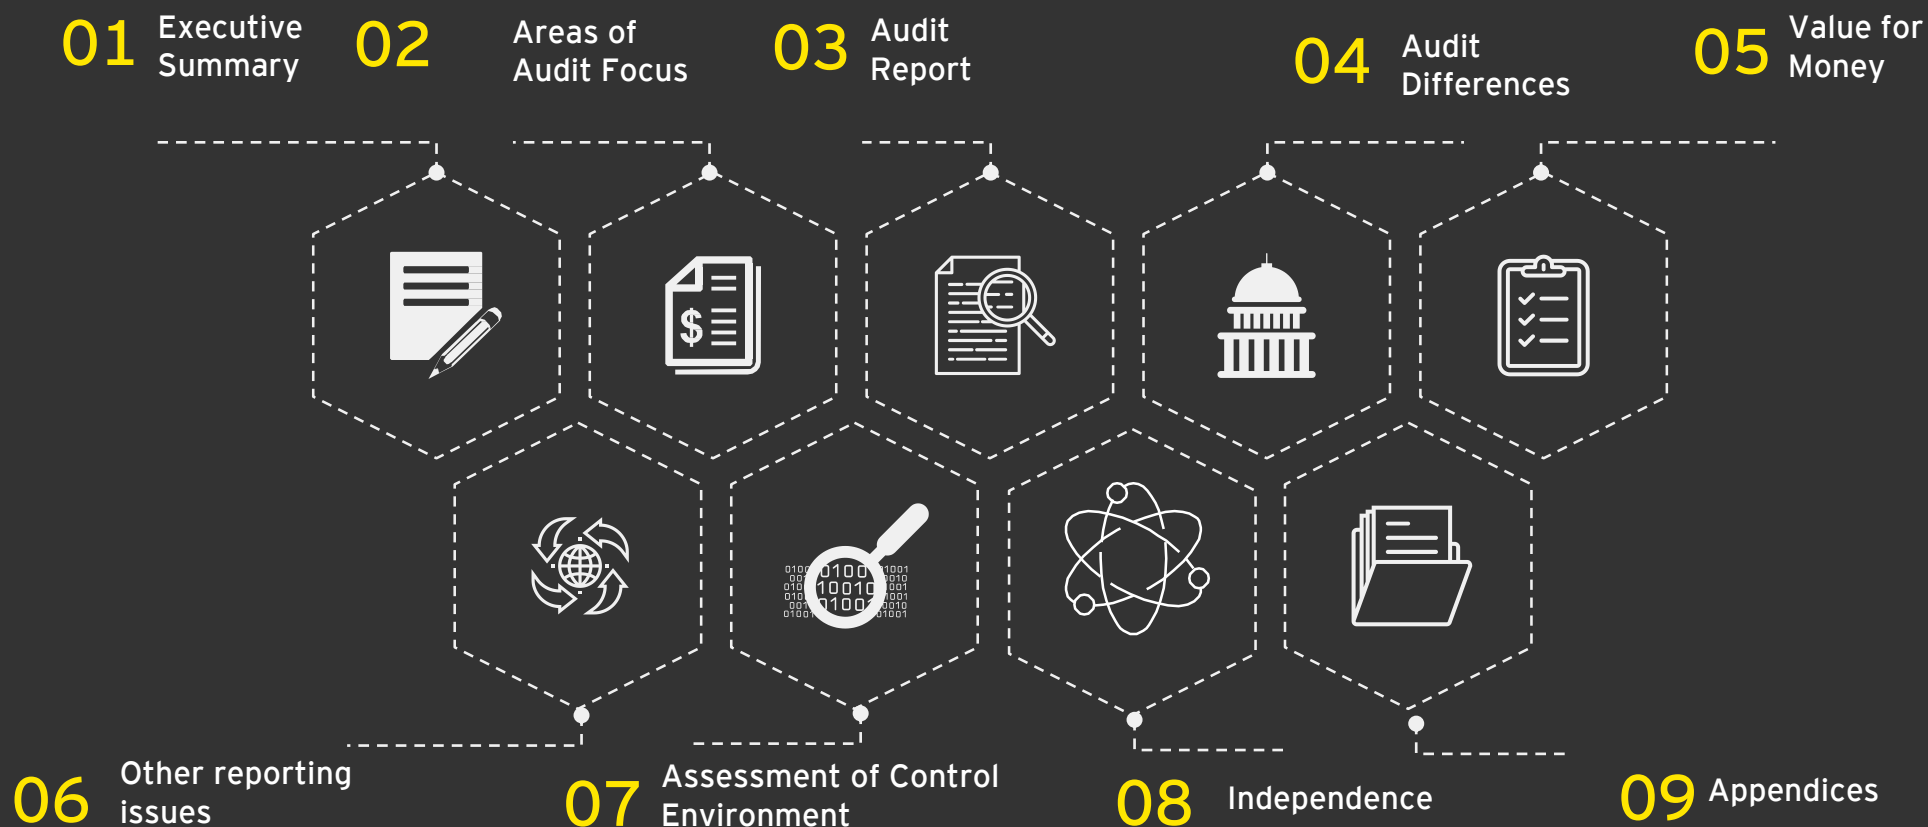 01 Executive
Summary
02 Areas of
Audit Focus
03 Audit
Report
04 Audit
Differences
05 Value for
Money
$
06 Other reporting
issues
07 Assessment of Control
Environment
08 Independence
09 Appendices